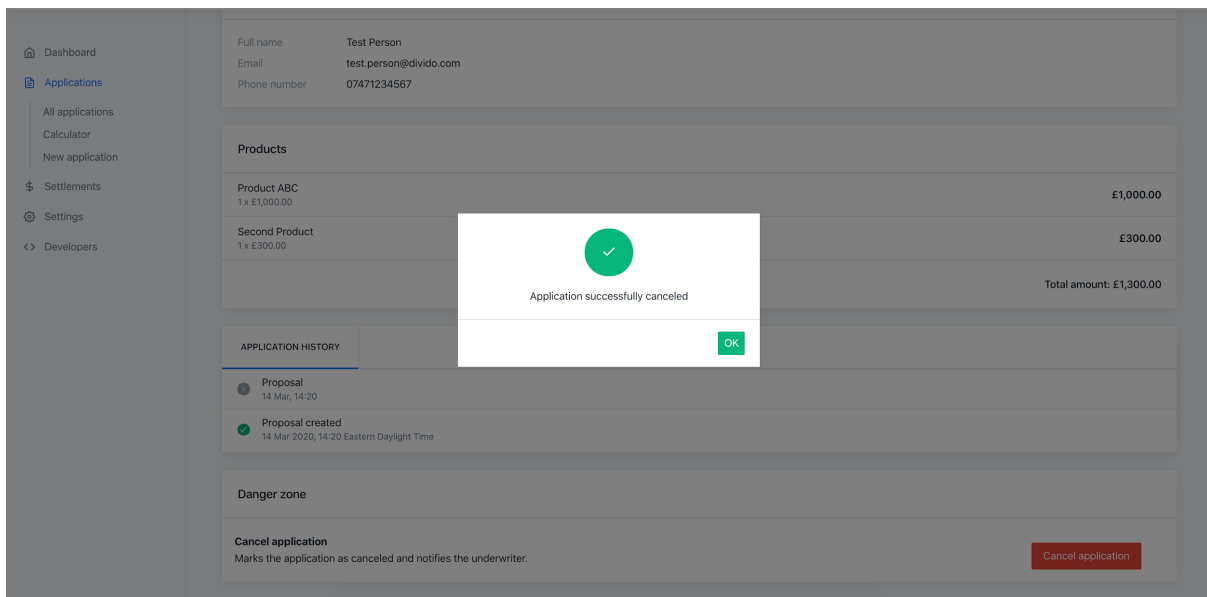 Dashboard
Applications
All applications
Calculator
New application
Settlements
Settings
Developers
Full name Test Person
Email test.person@divido.com
Phone number 07471234567
Products
Product ABC
1 x £1,000.00
£1,000.00
Second Product
1 x £300.00
£300.00
Total amount: £1,300.00
Application successfully canceled
OK
APPLICATION HISTORY
Proposal
14 Mar, 14:20
Proposal created
14 Mar 2020, 14:20 Eastern Daylight Time
Danger zone
Cancel application
Marks the application as canceled and notifies the underwriter.
Cancel application